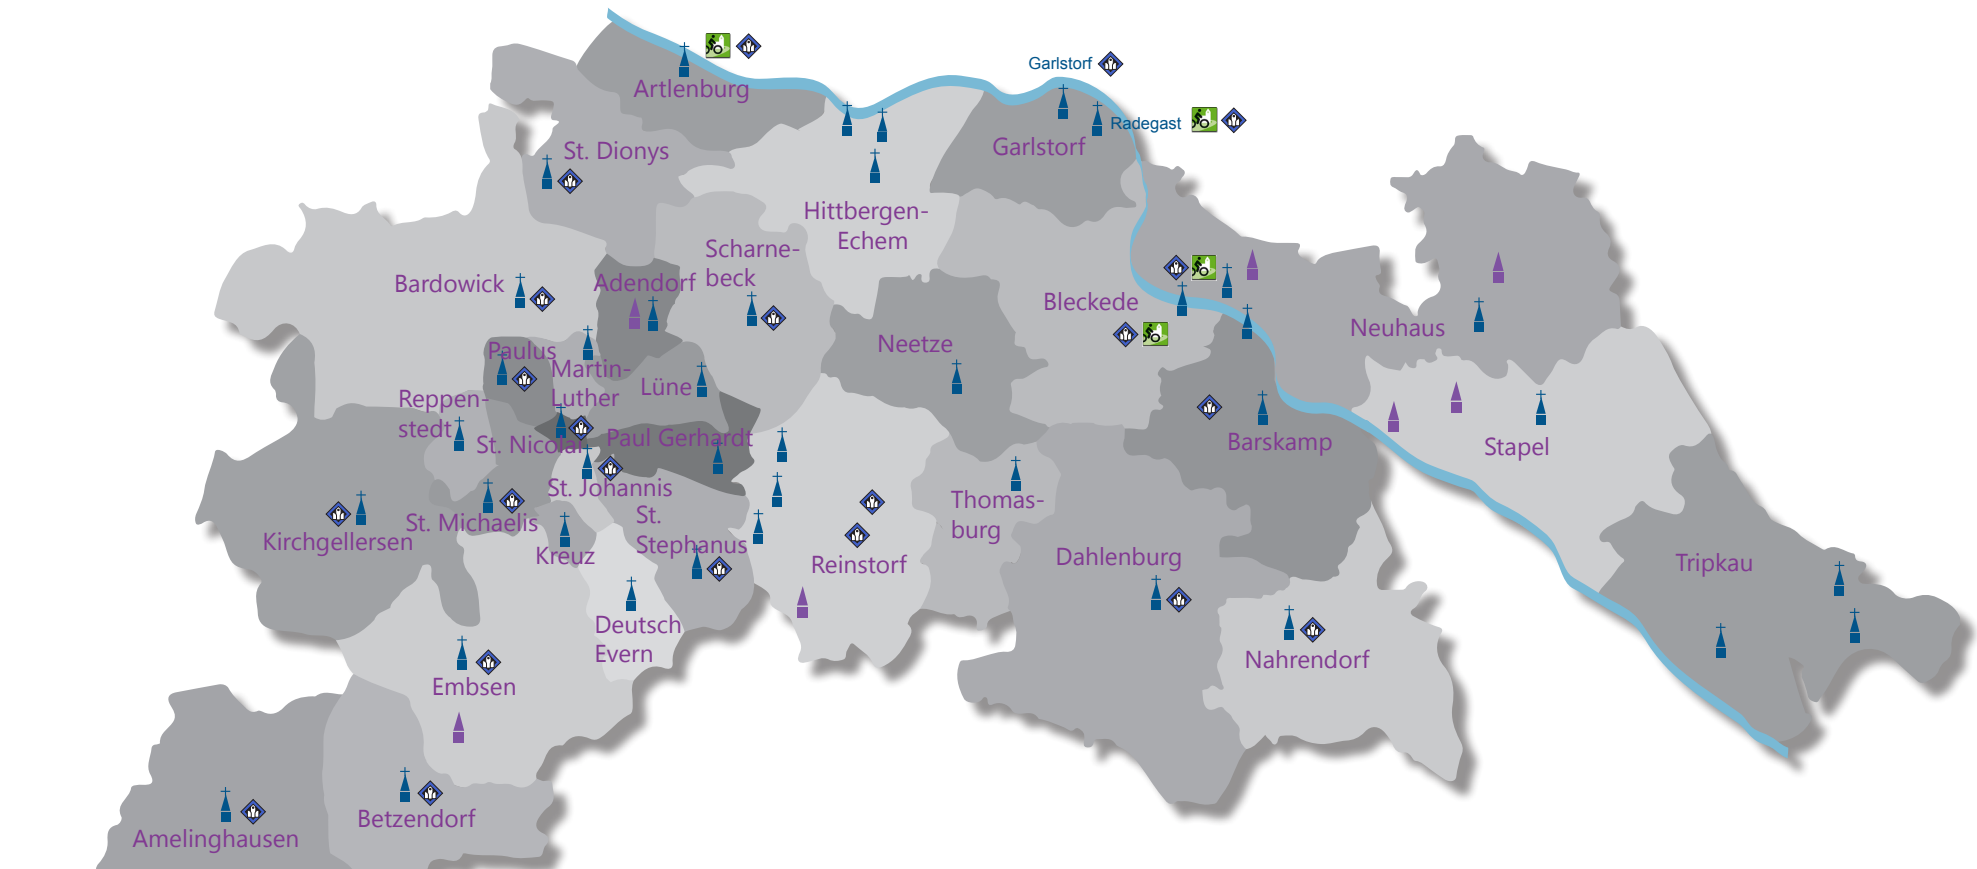 Garlstorf
Artlenburg
Radegast
Garlstorf
St. Dionys
Hittbergen-
Echem
Scharne-
beck
Bardowick
Adendorf
Bleckede
Neuhaus
Neetze
Paulus
Martin-
Luther
Lüne
Reppen-
stedt
St. Nicolai
Paul Gerhardt
Barskamp
Stapel
St. Johannis
Thomas-
burg
St. Michaelis
St.
Stephanus
Kirchgellersen
Kreuz
Reinstorf
Dahlenburg
Tripkau
Deutsch
Evern
Nahrendorf
Embsen
Betzendorf
Amelinghausen